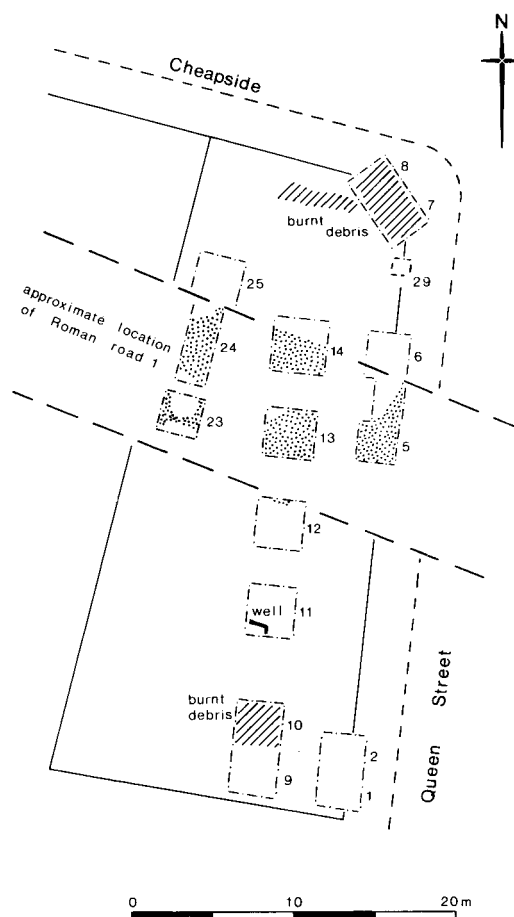 N
Cheapside
8
7
burnt
debris
29
25
approximate location
of Roman road 1
24
14
6
23
13
5
12
well
11
burnt
debris
10
2
9
1
Queen Street
0 10 20 m